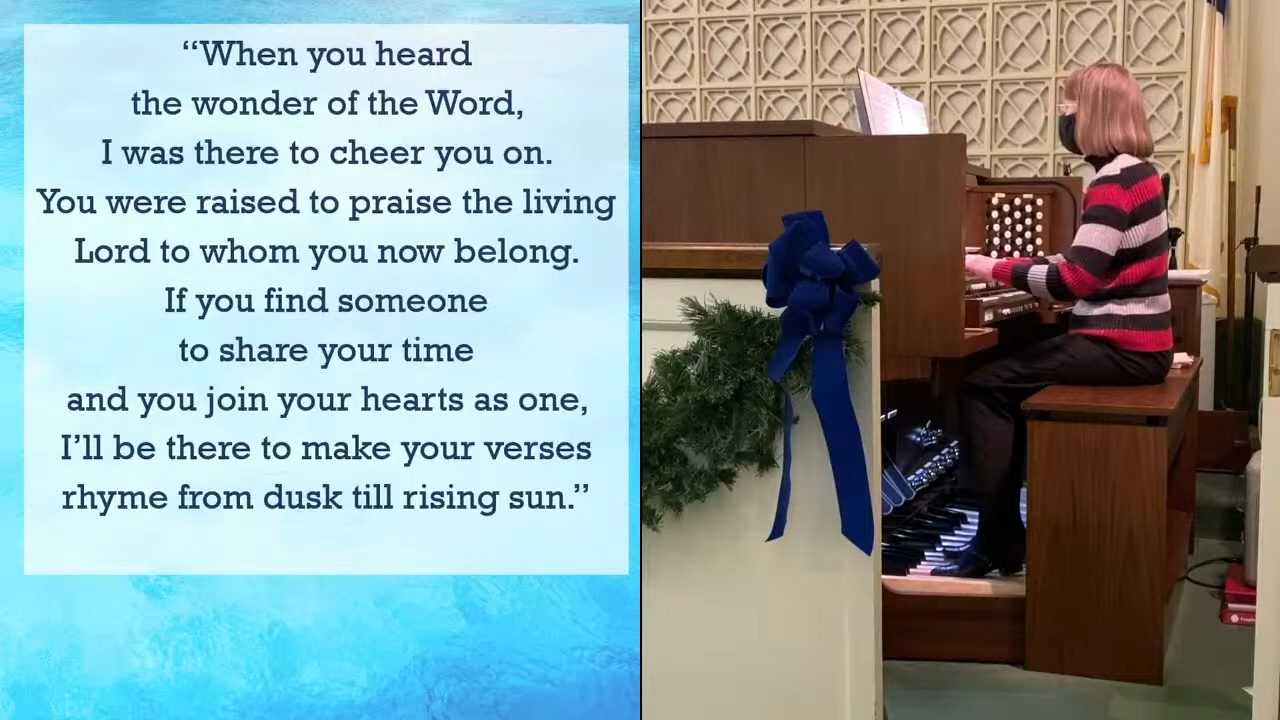 “When you heard
the wonder of the Word,
I was there to cheer you on.
You were raised to praise the living
Lord to whom you now belong.
If you find someone
to share your time
and you join your hearts as one,
I’ll be there to make your verses
rhyme from dusk till rising sun.”